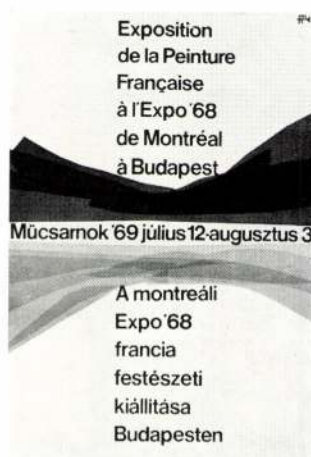 Exposition
de la Peinture
Française
à l'Expo '68
de Montréal
à Budapest
Műcsarnok '69 július 12-augusztus 3
A montreáli
Expo '68
francia
festészeti
kiállítása
Budapesten